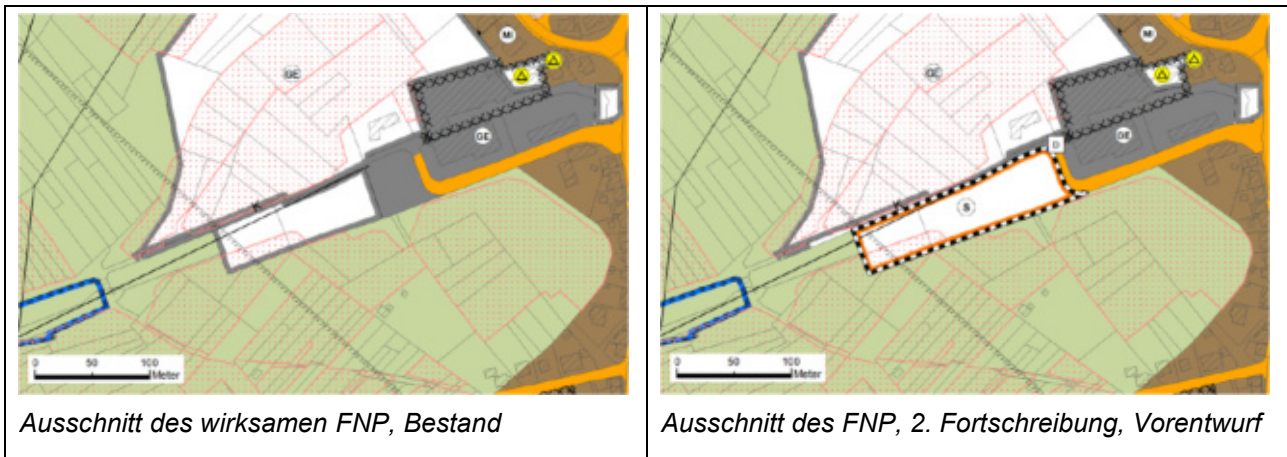 MI
GE
GE
0 50 100
Meter
Ausschnitt des wirksamen FNP, Bestand
MI
GE
GE
D
S
0 50 100
Meter
Ausschnitt des FNP, 2. Fortschreibung, Vorentwurf